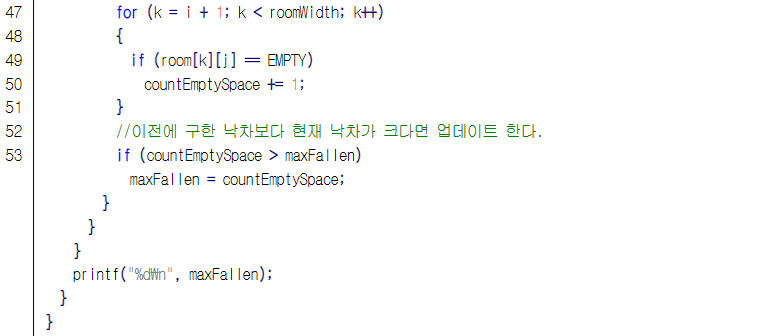 47 for (k = i + 1; k < roomWidth; k++)
48 {
49 if (room[k][j] == EMPTY)
50 countEmptySpace += 1;
51 }
52 //이전에 구한 낙차보다 현재 낙차가 크다면 업데이트 한다.
53 if (countEmptySpace > maxFallen)
maxFallen = countEmptySpace;
}
}
}
printf("%d₩n", maxFallen);
}
}